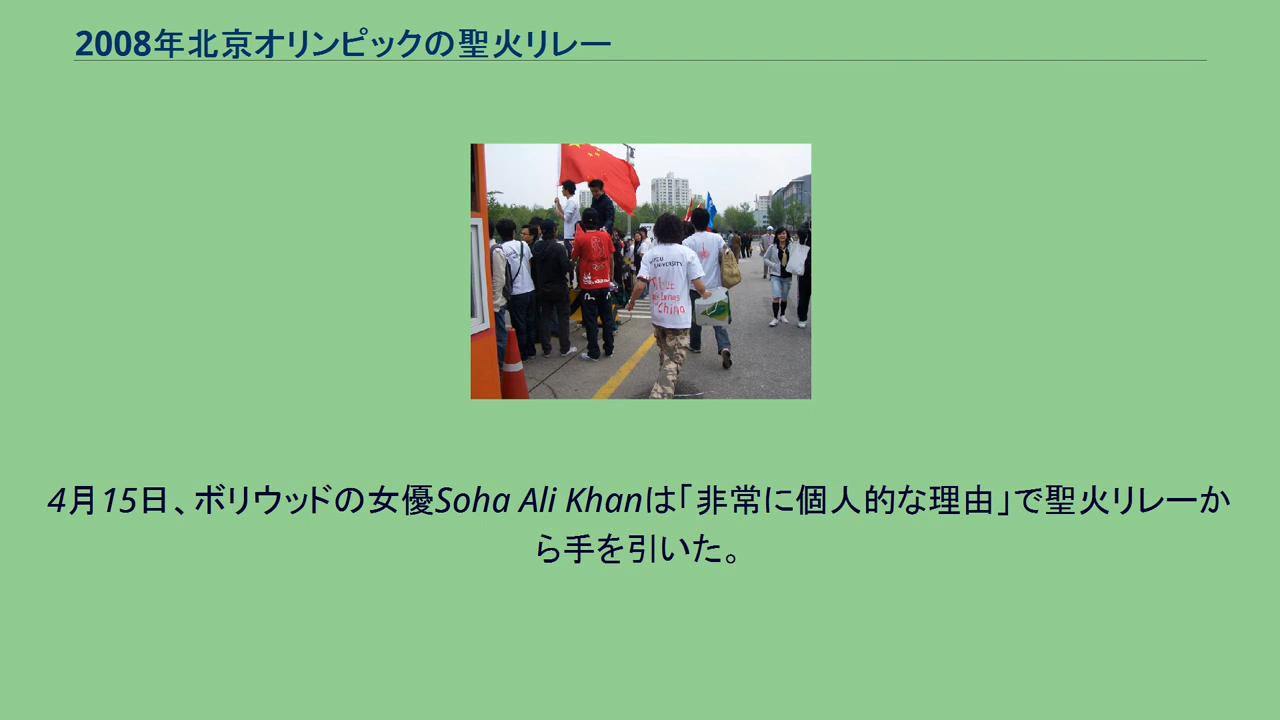 2008年北京オリンピックの聖火リレー
UNIVERSITY
China
4月15日、ボリウッドの女優Soha Ali Khanは「非常に個人的な理由」で聖火リレーか
ら手を引いた。